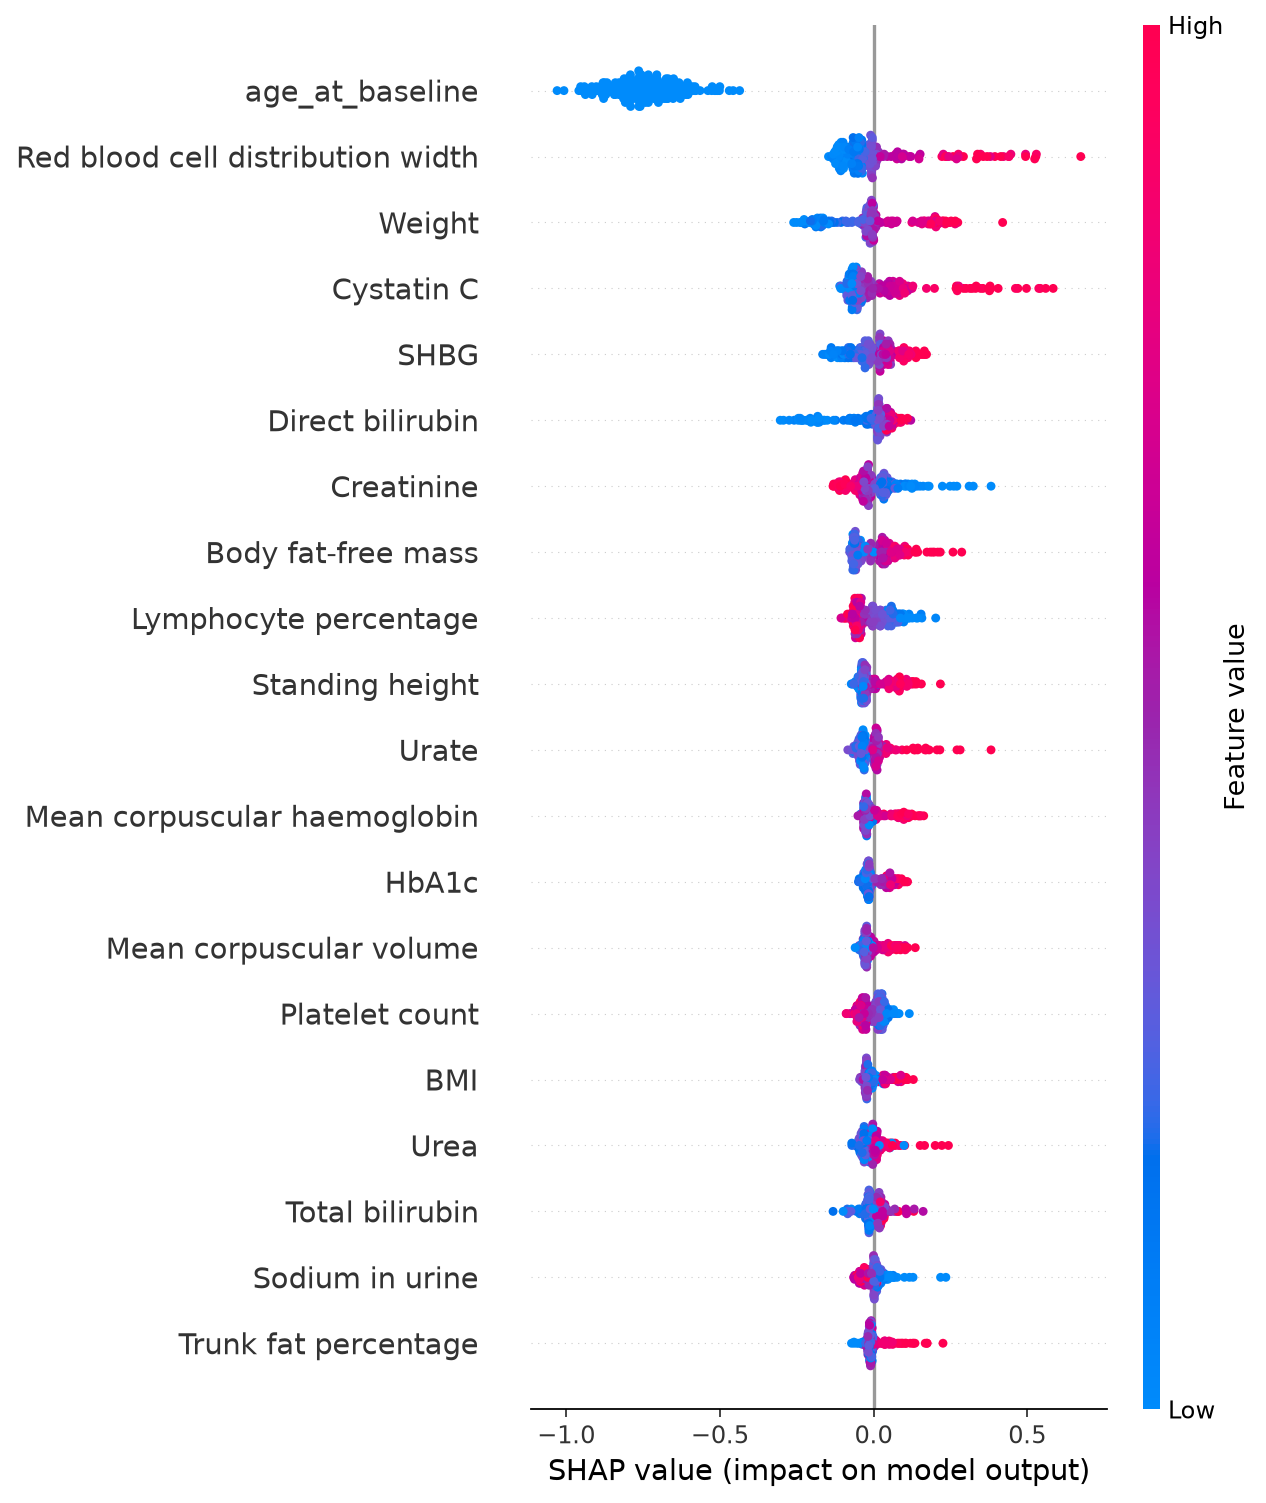 High
age_at_baseline
Red blood cell distribution width
Weight
Cystatin C
SHBG
Direct bilirubin
Creatinine
Body fat-free mass
Lymphocyte percentage
Standing height
Urate
Mean corpuscular haemoglobin
HbA1c
Mean corpuscular volume
Platelet count
BMI
Urea
Total bilirubin
Sodium in urine
Trunk fat percentage
Feature value
Low
−1.0 −0.5 0.0 0.5
SHAP value (impact on model output)